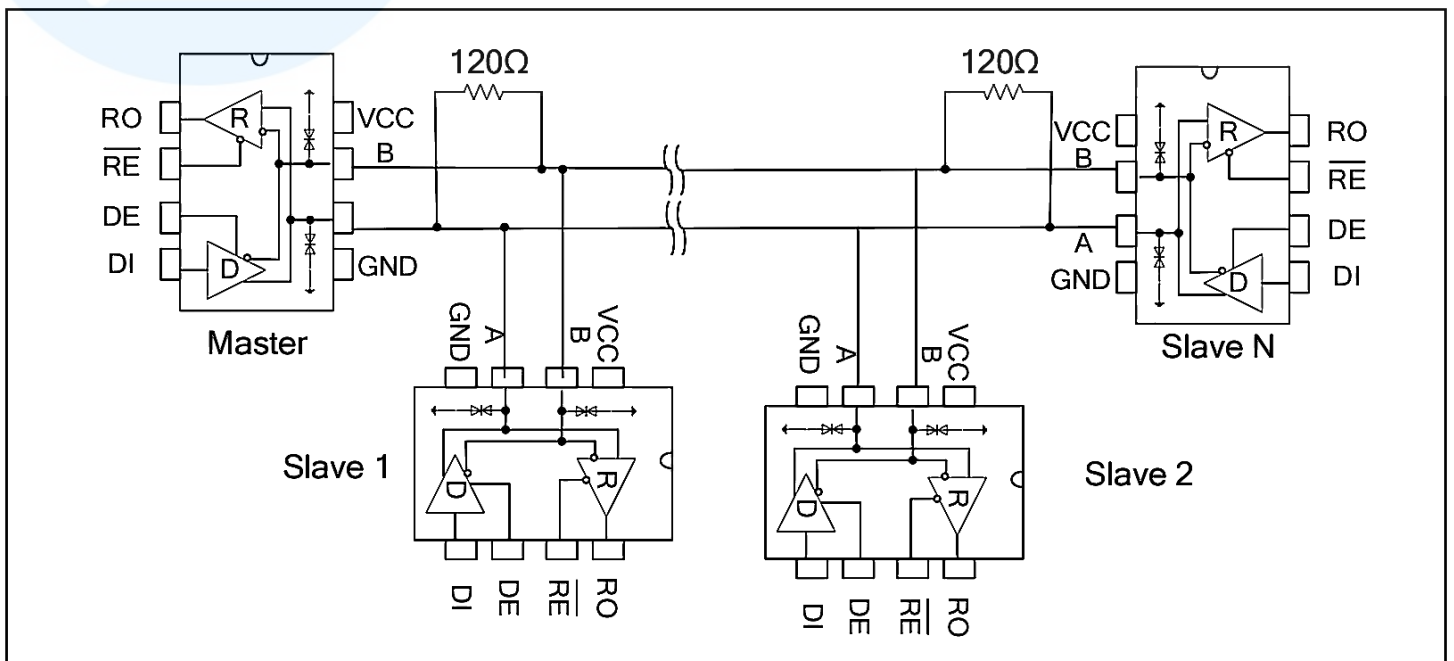 120Ω
120Ω
RO
RE
DE
DI
R
D
VCC
B
GND
Master
VCC
B
A
GND
R
D
RO
RE
DE
DI
Slave N
GND
A
B
VCC
Slave 1
D
R
DI
DE
RE
RO
GND
A
B
VCC
Slave 2
D
R
DI
DE
RE
RO